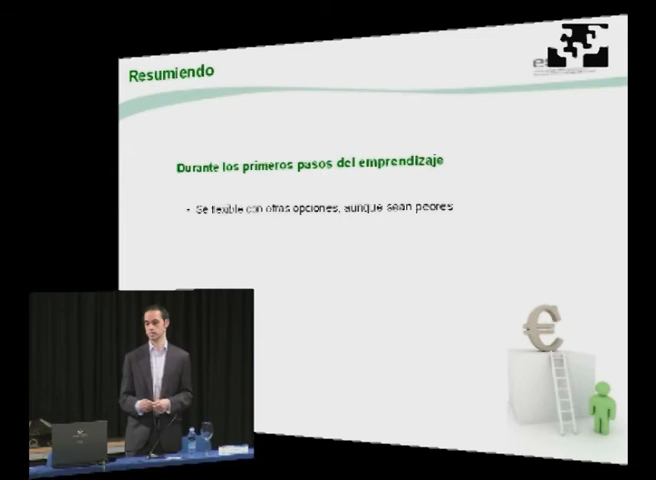 Resumiendo
Durante los primeros pasos del emprendizaje
• Se flexible con otras opciones, aunque sean peores